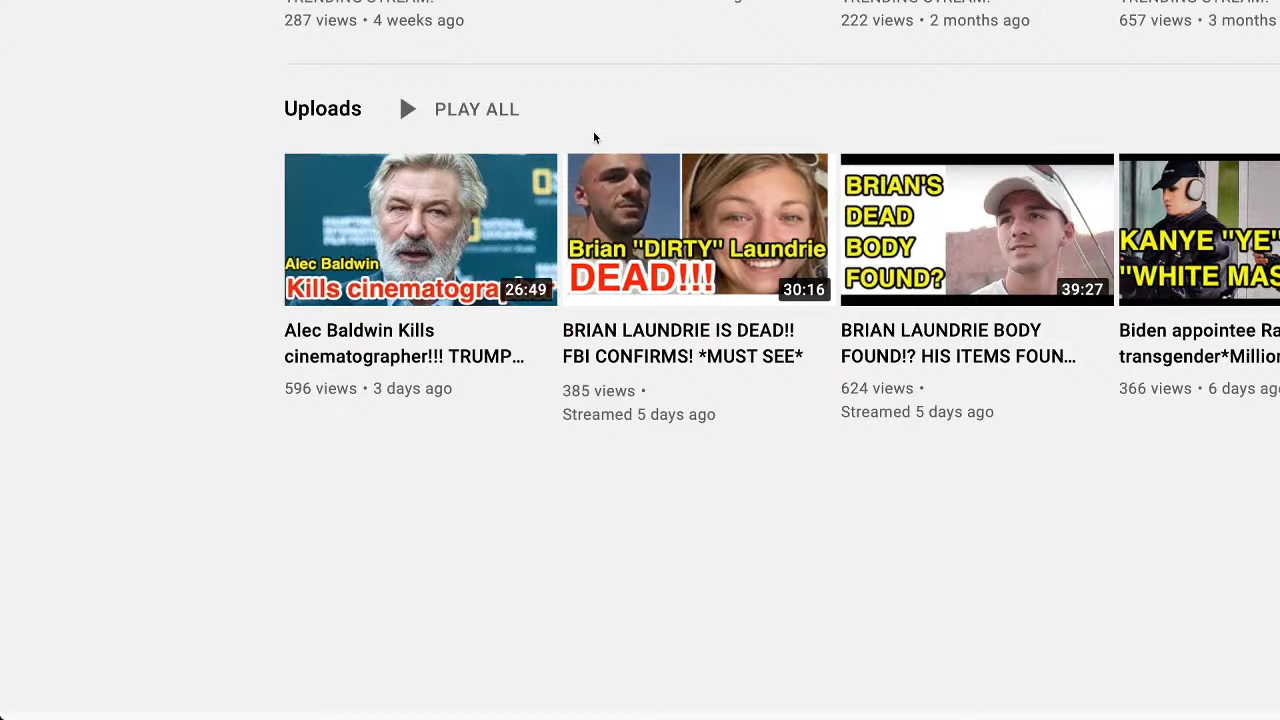 287 views • 4 weeks ago
222 views • 2 months ago
657 views • 3 months
Uploads
PLAY ALL
Alec Baldwin
Kills cinematogra
26:49
Brian "DIRTY" Laundrie
DEAD!!!
30:16
BRIAN'S
DEAD
BODY
FOUND?
39:27
KANYE "YE"
"WHITE MAS
Alec Baldwin Kills
cinematographer!!! TRUMP...
596 views • 3 days ago
BRIAN LAUNDRIE IS DEAD!!
FBI CONFIRMS! *MUST SEE*
385 views •
Streamed 5 days ago
BRIAN LAUNDRIE BODY
FOUND!? HIS ITEMS FOUN...
624 views •
Streamed 5 days ago
Biden appointee Ra
transgender*Million
366 views • 6 days ag